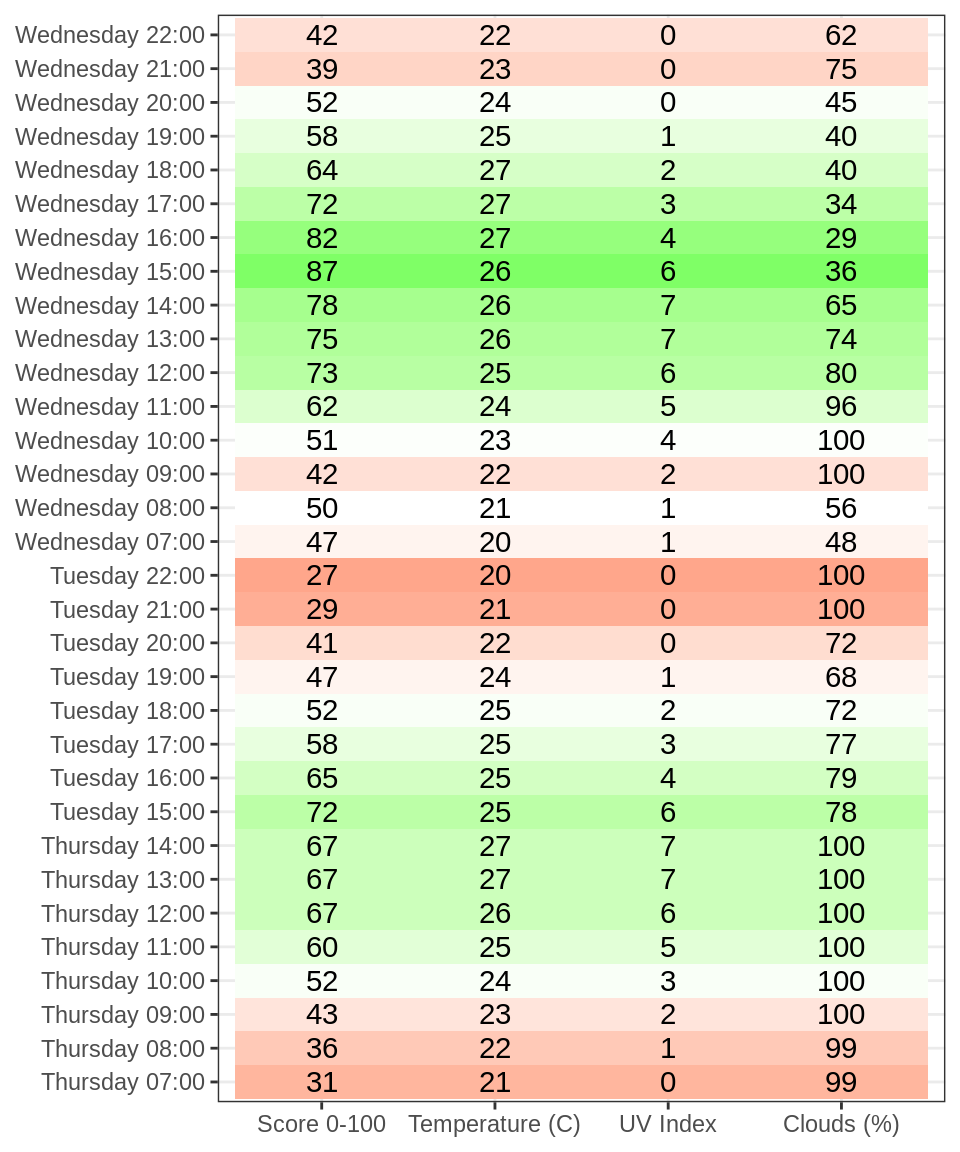 Wednesday 22:00 42 22 0 62
Wednesday 21:00 39 23 0 75
Wednesday 20:00 52 24 0 45
Wednesday 19:00 58 25 1 40
Wednesday 18:00 64 27 2 40
Wednesday 17:00 72 27 3 34
Wednesday 16:00 82 27 4 29
Wednesday 15:00 87 26 6 36
Wednesday 14:00 78 26 7 65
Wednesday 13:00 75 26 7 74
Wednesday 12:00 73 25 6 80
Wednesday 11:00 62 24 5 96
Wednesday 10:00 51 23 4 100
Wednesday 09:00 42 22 2 100
Wednesday 08:00 50 21 1 56
Wednesday 07:00 47 20 1 48
Tuesday 22:00 27 20 0 100
Tuesday 21:00 29 21 0 100
Tuesday 20:00 41 22 0 72
Tuesday 19:00 47 24 1 68
Tuesday 18:00 52 25 2 72
Tuesday 17:00 58 25 3 77
Tuesday 16:00 65 25 4 79
Tuesday 15:00 72 25 6 78
Thursday 14:00 67 27 7 100
Thursday 13:00 67 27 7 100
Thursday 12:00 67 26 6 100
Thursday 11:00 60 25 5 100
Thursday 10:00 52 24 3 100
Thursday 09:00 43 23 2 100
Thursday 08:00 36 22 1 99
Thursday 07:00 31 21 0 99
Score 0-100 Temperature (C) UV Index Clouds (%)